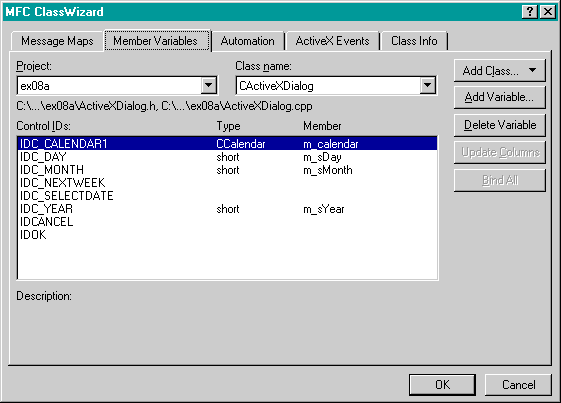 MFC ClassWizard
Message Maps Member Variables Automation ActiveX Events Class Info
Project: Class name:
ex08a CActiveXDialog Add Class...
C:\...\ex08a\ActiveXDialog.h, C:\...\ex08a\ActiveXDialog.cpp Add Variable...
Control IDs: Type Member Delete Variable
IDC_CALENDAR1 CCalendar m_calendar
IDC_DAY short m_sDay Update Columns
IDC_MONTH short m_sMonth
IDC_NEXTWEEK Bind All
IDC_SELECTDATE
IDC_YEAR short m_sYear
IDCANCEL
IDOK
Description:
OK Cancel